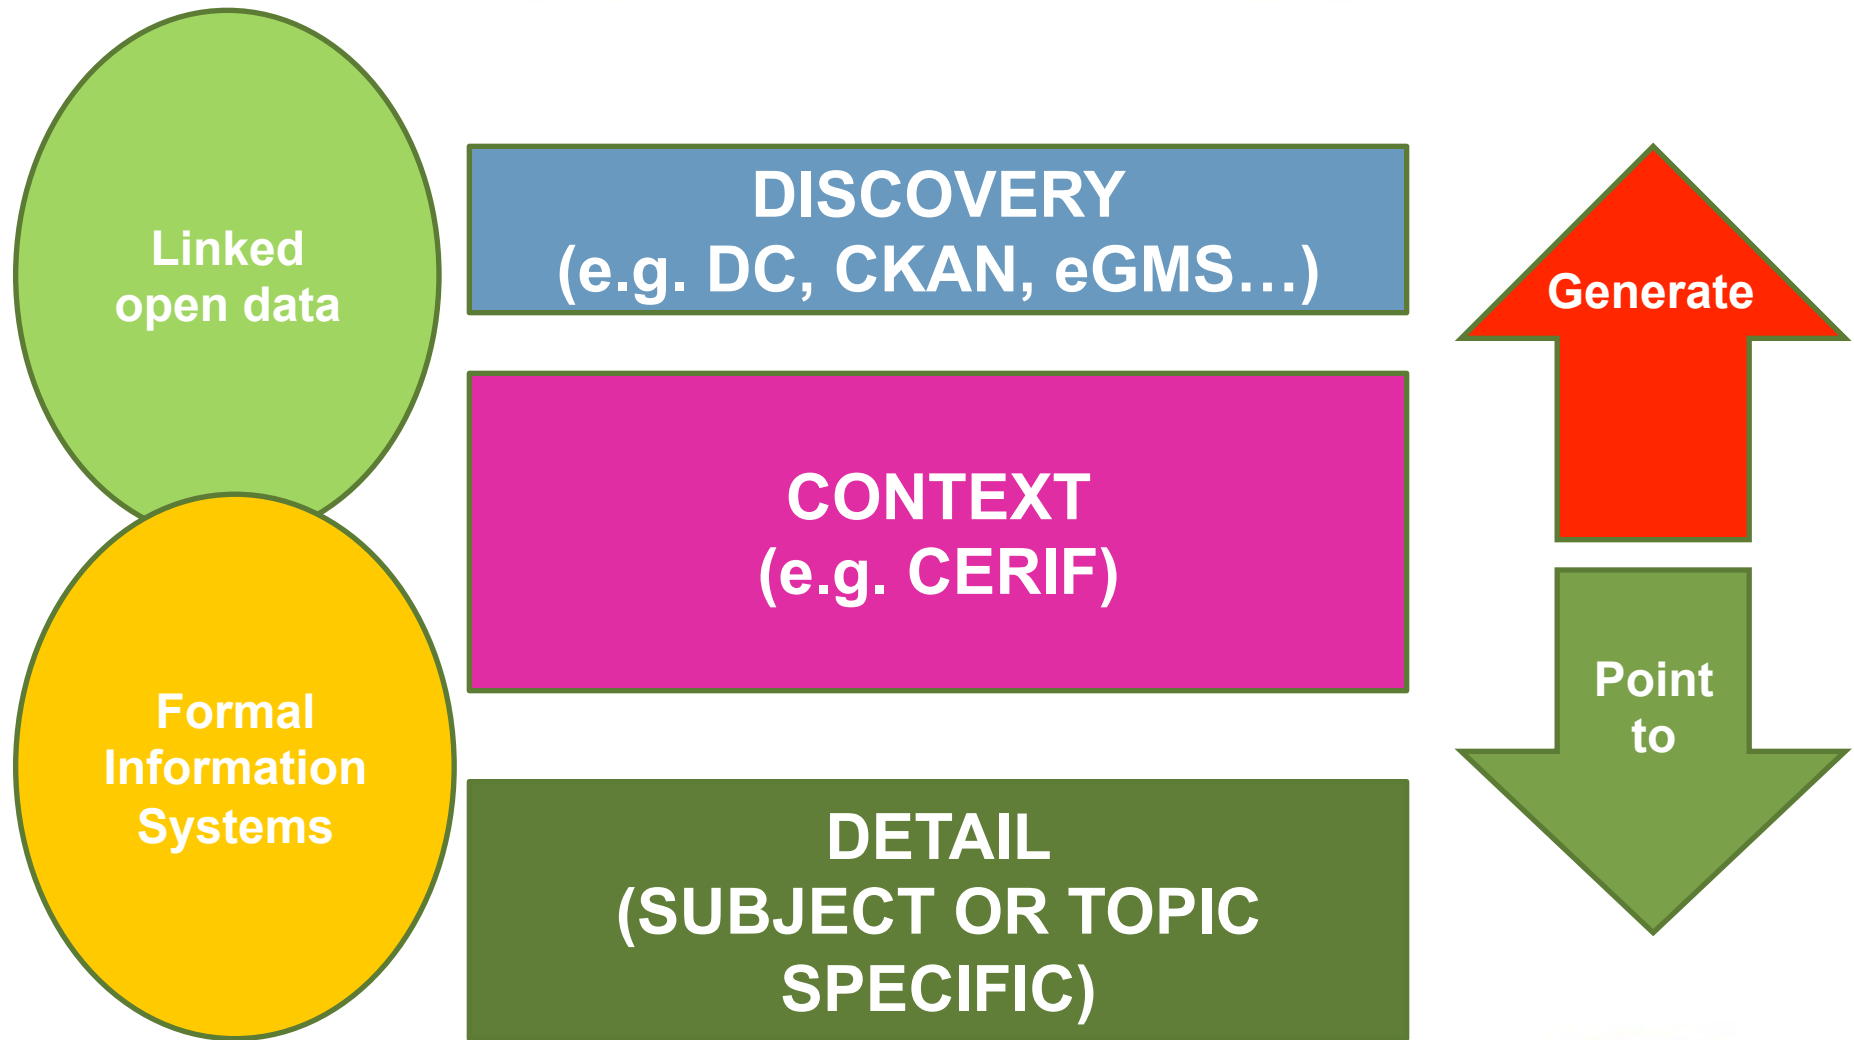 Linked
open data
DISCOVERY
(e.g. DC, CKAN, eGMS…)
Generate
CONTEXT
(e.g. CERIF)
Formal
Information
Systems
Point
to
DETAIL
(SUBJECT OR TOPIC
SPECIFIC)